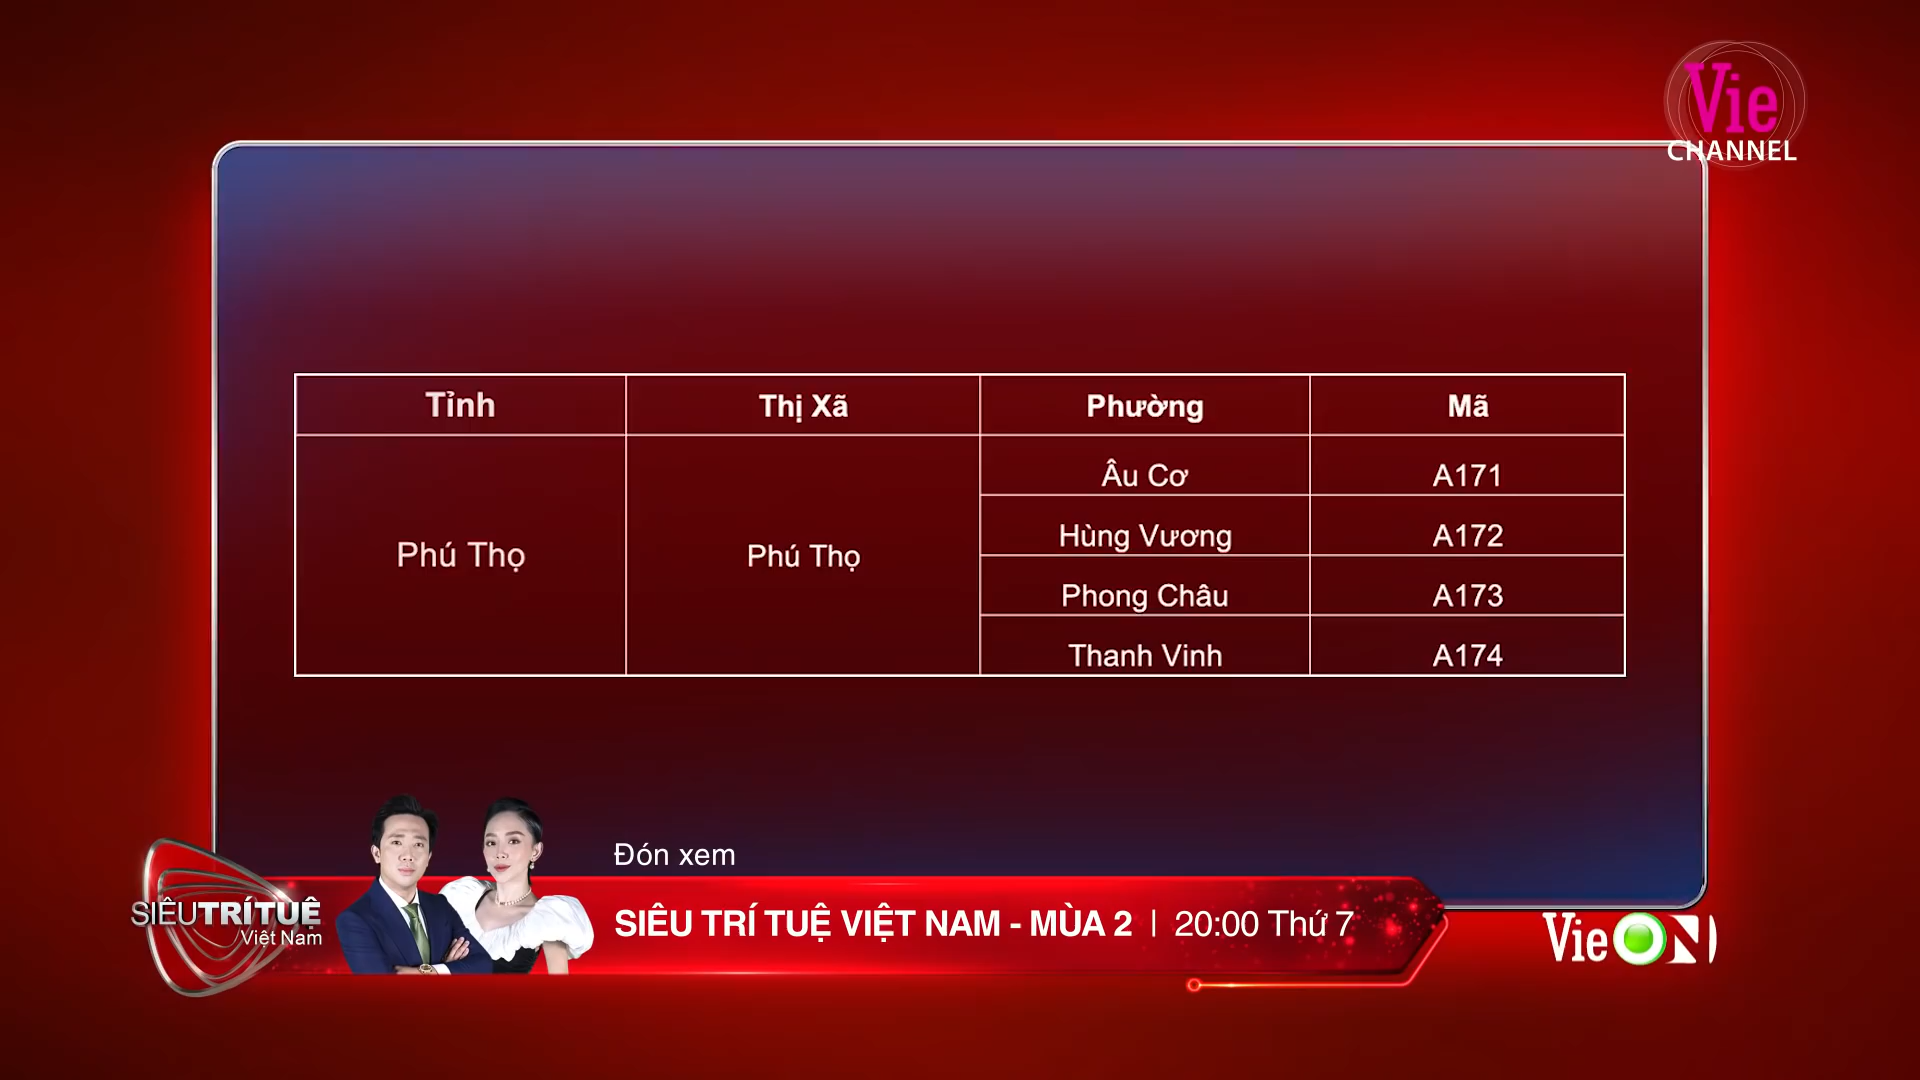 Vie
CHANNEL
Tỉnh Thị Xã Phường Mã
Phú Thọ Phú Thọ Âu Cơ A171
Hùng Vương A172
Phong Châu A173
Thanh Vinh A174
Đón xem
SIÊU TRÍ TUỆ VIỆT NAM - MÙA 2 | 20:00 Thứ 7
SIÊU TRÍ TUỆ
Việt Nam
VieON